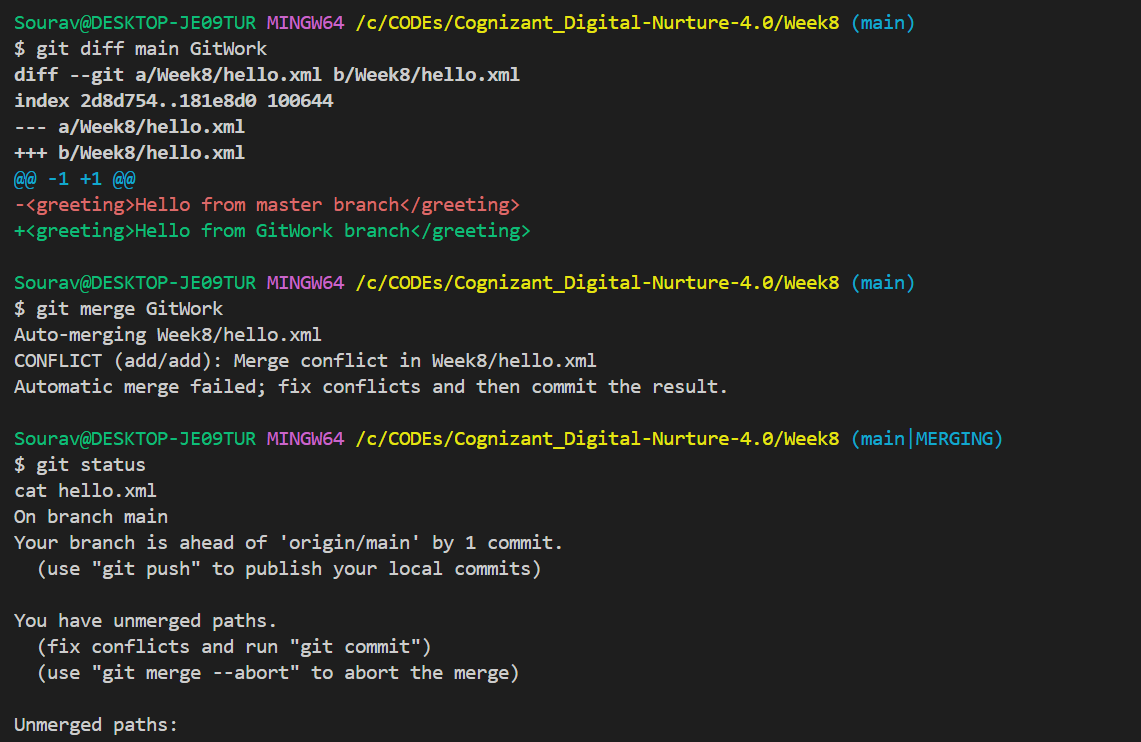 Sourav@DESKTOP-JE09TUR MINGW64 /c/CODEs/Cognizant_Digital-Nurture-4.0/Week8 (main)
$ git diff main GitWork
diff --git a/Week8/hello.xml b/Week8/hello.xml
index 2d8d754..181e8d0 100644
--- a/Week8/hello.xml
+++ b/Week8/hello.xml
@@ -1 +1 @@
-<greeting>Hello from master branch</greeting>
+<greeting>Hello from GitWork branch</greeting>

Sourav@DESKTOP-JE09TUR MINGW64 /c/CODEs/Cognizant_Digital-Nurture-4.0/Week8 (main)
$ git merge GitWork
Auto-merging Week8/hello.xml
CONFLICT (add/add): Merge conflict in Week8/hello.xml
Automatic merge failed; fix conflicts and then commit the result.

Sourav@DESKTOP-JE09TUR MINGW64 /c/CODEs/Cognizant_Digital-Nurture-4.0/Week8 (main|MERGING)
$ git status
cat hello.xml
On branch main
Your branch is ahead of 'origin/main' by 1 commit.
  (use "git push" to publish your local commits)

You have unmerged paths.
  (fix conflicts and run "git commit")
  (use "git merge --abort" to abort the merge)

Unmerged paths: